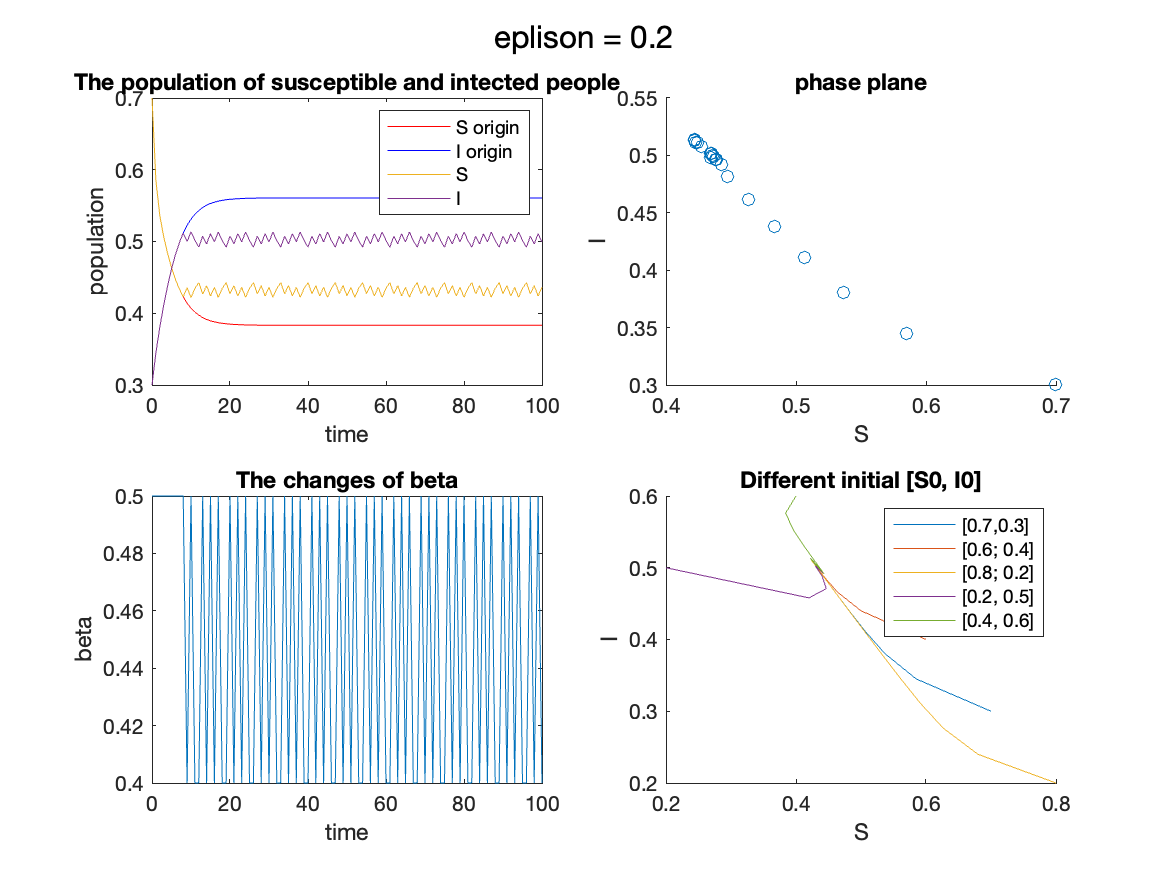 eplison = 0.2
The population of susceptible and intected people
0.7
0.6
0.5
0.4
0.3
population
0
20
40
60
80
100
time
S origin
I origin
S
I
phase plane
0.55
0.5
0.45
0.4
0.35
0.3
I
0.4
0.5
0.6
0.7
S
The changes of beta
0.5
0.48
0.46
0.44
0.42
0.4
beta
0
20
40
60
80
100
time
Different initial [S0, I0]
0.6
0.5
0.4
0.3
0.2
I
0.2
0.4
0.6
0.8
S
[0.7,0.3]
[0.6; 0.4]
[0.8; 0.2]
[0.2, 0.5]
[0.4, 0.6]